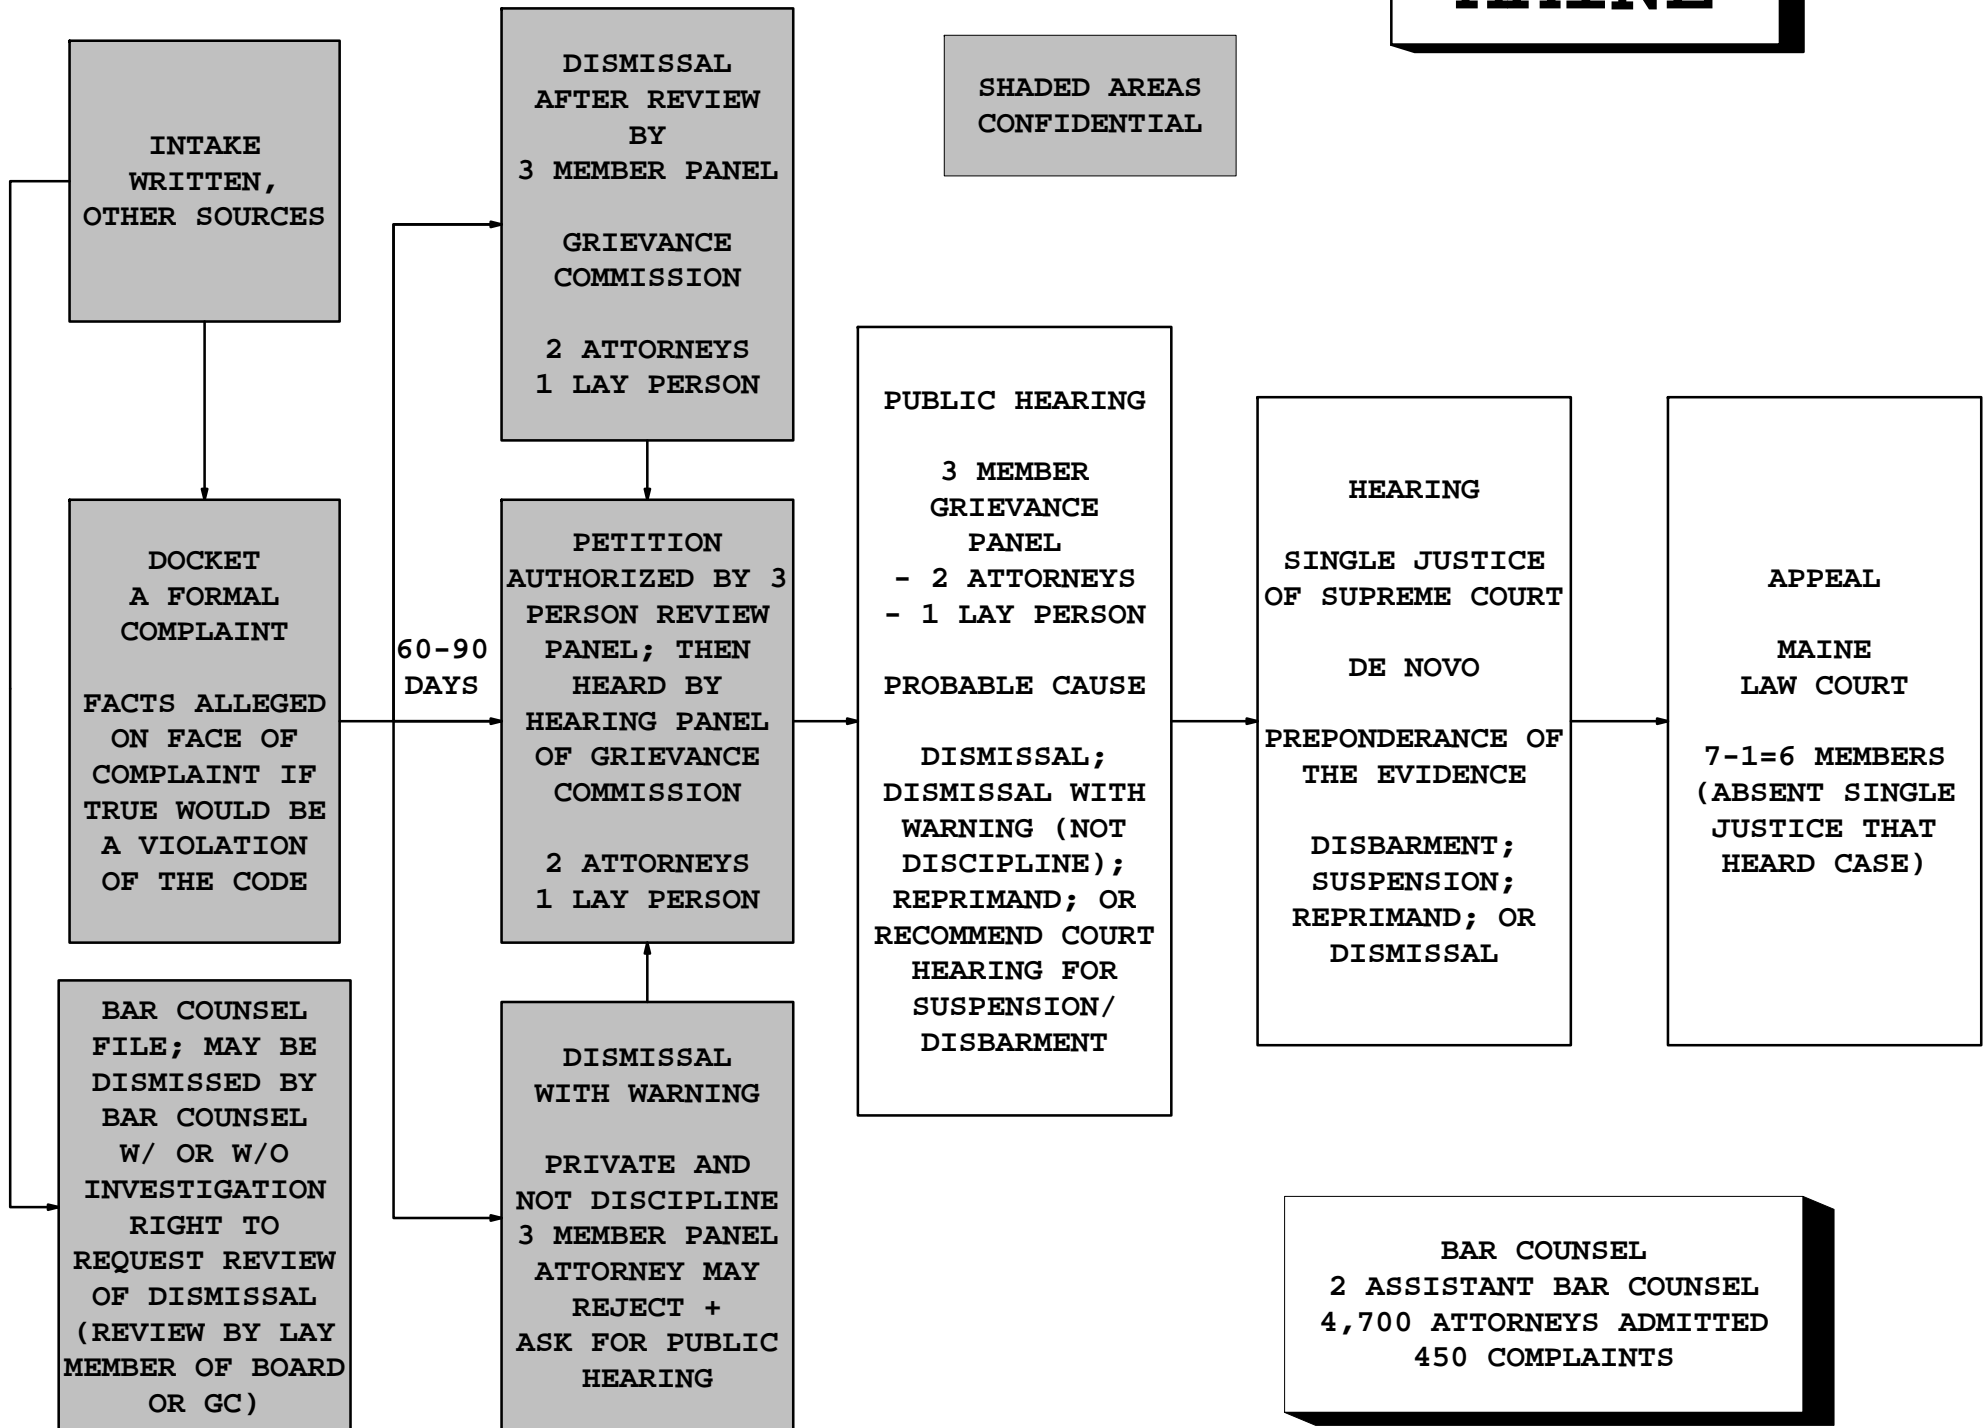 MAINE
SHADED AREAS
CONFIDENTIAL
INTAKE
WRITTEN,
OTHER SOURCES
DOCKET
A FORMAL
COMPLAINT
FACTS ALLEGED
ON FACE OF
COMPLAINT IF
TRUE WOULD BE
A VIOLATION
OF THE CODE
BAR COUNSEL
FILE; MAY BE
DISMISSED BY
BAR COUNSEL
W/ OR W/O
INVESTIGATION
RIGHT TO
REQUEST REVIEW
OF DISMISSAL
(REVIEW BY LAY
MEMBER OF BOARD
OR GC)
60-90
DAYS
DISMISSAL
AFTER REVIEW
BY
3 MEMBER PANEL
GRIEVANCE
COMMISSION
2 ATTORNEYS
1 LAY PERSON
PETITION
AUTHORIZED BY 3
PERSON REVIEW
PANEL; THEN
HEARD BY
HEARING PANEL
OF GRIEVANCE
COMMISSION
2 ATTORNEYS
1 LAY PERSON
DISMISSAL
WITH WARNING
PRIVATE AND
NOT DISCIPLINE
3 MEMBER PANEL
ATTORNEY MAY
REJECT +
ASK FOR PUBLIC
HEARING
PUBLIC HEARING
3 MEMBER
GRIEVANCE
PANEL
- 2 ATTORNEYS
- 1 LAY PERSON
PROBABLE CAUSE
DISMISSAL;
DISMISSAL WITH
WARNING (NOT
DISCIPLINE);
REPRIMAND; OR
RECOMMEND COURT
HEARING FOR
SUSPENSION/
DISBARMENT
HEARING
SINGLE JUSTICE
OF SUPREME COURT
DE NOVO
PREPONDERANCE OF
THE EVIDENCE
DISBARMENT;
SUSPENSION;
REPRIMAND; OR
DISMISSAL
APPEAL
MAINE
LAW COURT
7-1=6 MEMBERS
(ABSENT SINGLE
JUSTICE THAT
HEARD CASE)
BAR COUNSEL
2 ASSISTANT BAR COUNSEL
4,700 ATTORNEYS ADMITTED
450 COMPLAINTS